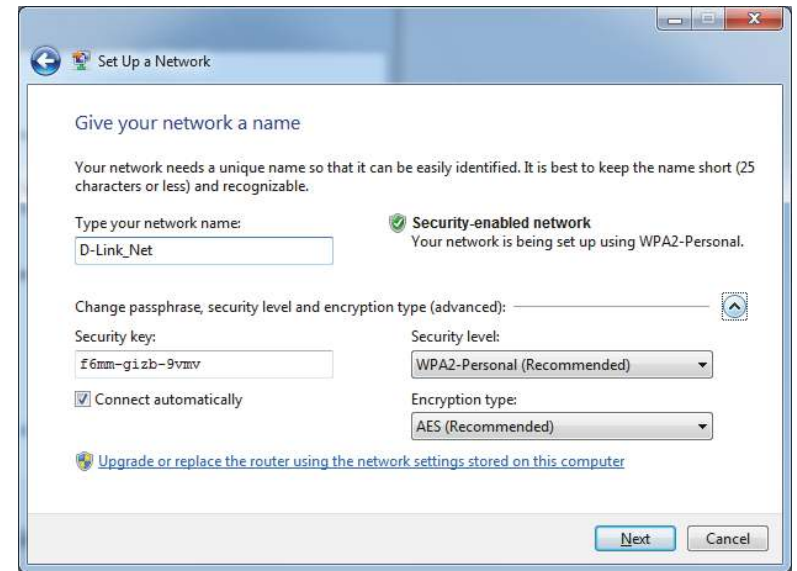 Set Up a Network
Give your network a name
Your network needs a unique name so that it can be easily identified. It is best to keep the name short (25
characters or less) and recognizable.
Type your network name:
D-Link_Net
Security-enabled network
Your network is being set up using WPA2-Personal.
Change passphrase, security level and encryption type (advanced):
Security key:
f6mm-gizb-9vmv
Security level:
WPA2-Personal (Recommended)
Connect automatically
Encryption type:
AES (Recommended)
Upgrade or replace the router using the network settings stored on this computer
Next
Cancel